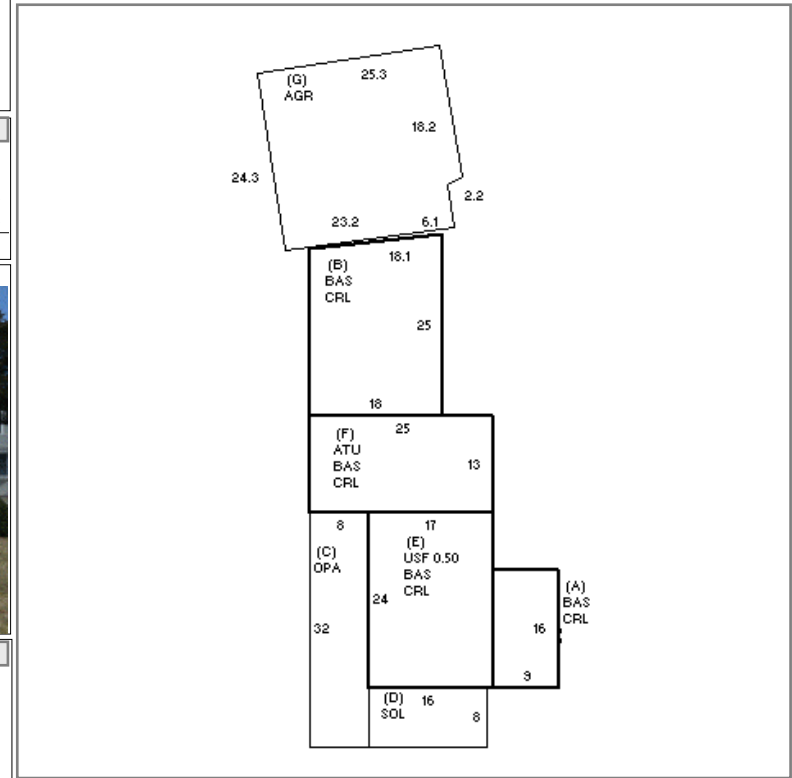 (G)
AGR
25.3
18.2
24.3
2.2
23.2
6.1
(B)
BAS
CRL
18.1
25
18
(F)
ATU
BAS
CRL
25
13
8
17
(C)
OPA
(E)
USF 0.50
BAS
CRL
24
32
(A)
BAS
CRL
16
9
(D)
SOL
16
8